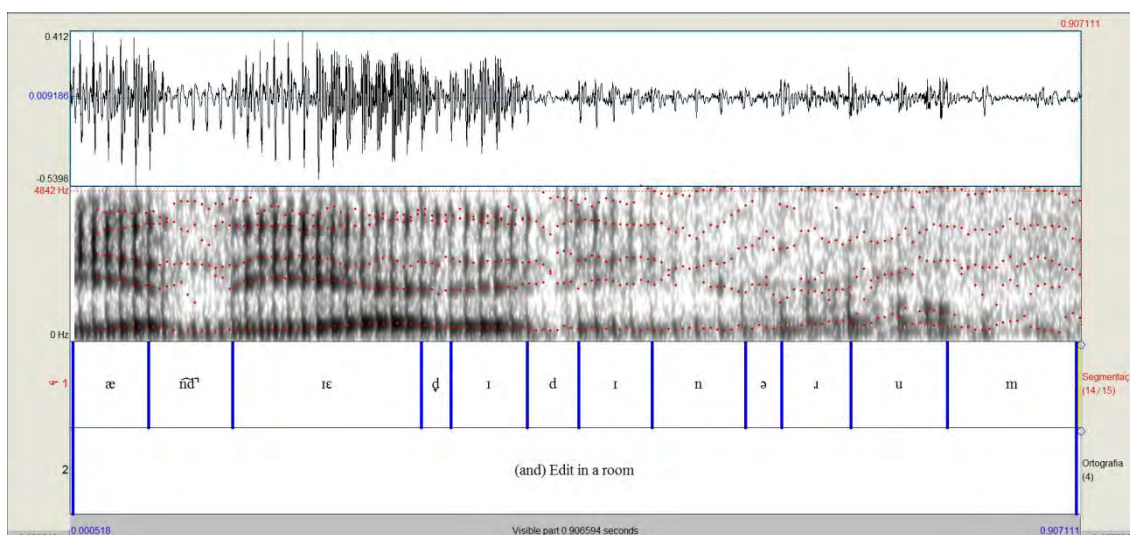 0.907111
0.412
0.009186
-0.5398
4842 Hz
0 Hz
1 æ n͡d̚ ɪɛ d̬ ɪ d ɪ n ə ɹ u m Segmentaç
(14/15)
2 (and) Edit in a room Ortografia
(4)
0.000518 Visible part 0.906594 seconds 0.907111